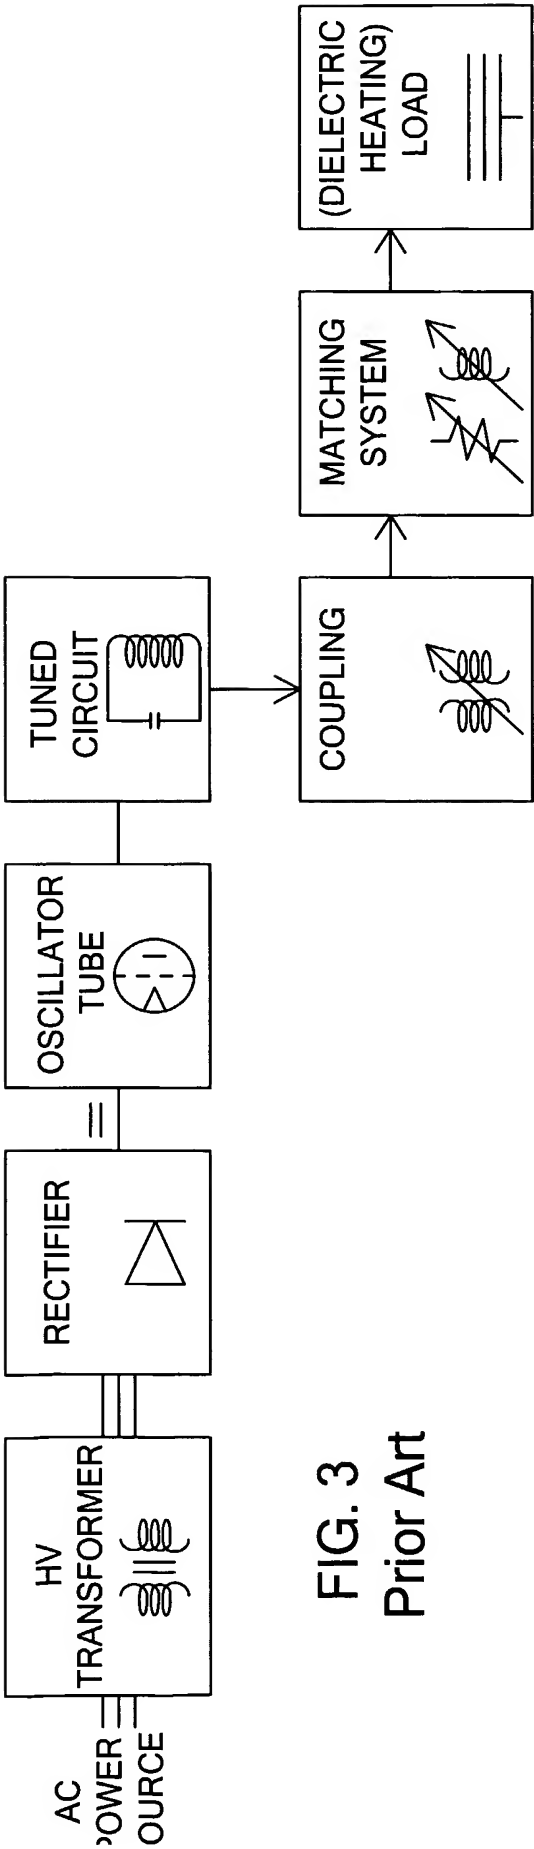 AC
POWER
SOURCE
HV
TRANSFORMER
RECTIFIER
=
OSCILLATOR
TUBE
TUNED
CIRCUIT
COUPLING
MATCHING
SYSTEM
(DIELECTRIC
HEATING)
LOAD
FIG. 3
Prior Art